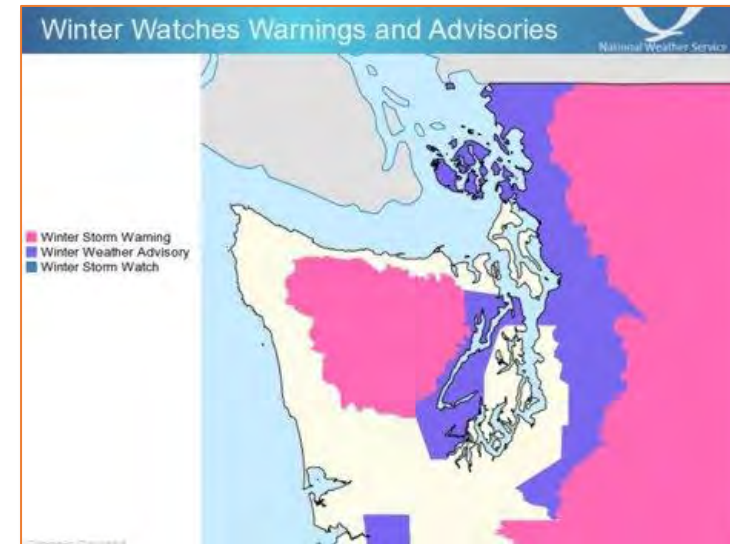 Winter Watches Warnings and Advisories
National Weather Service
Winter Storm Warning
Winter Weather Advisory
Winter Storm Watch